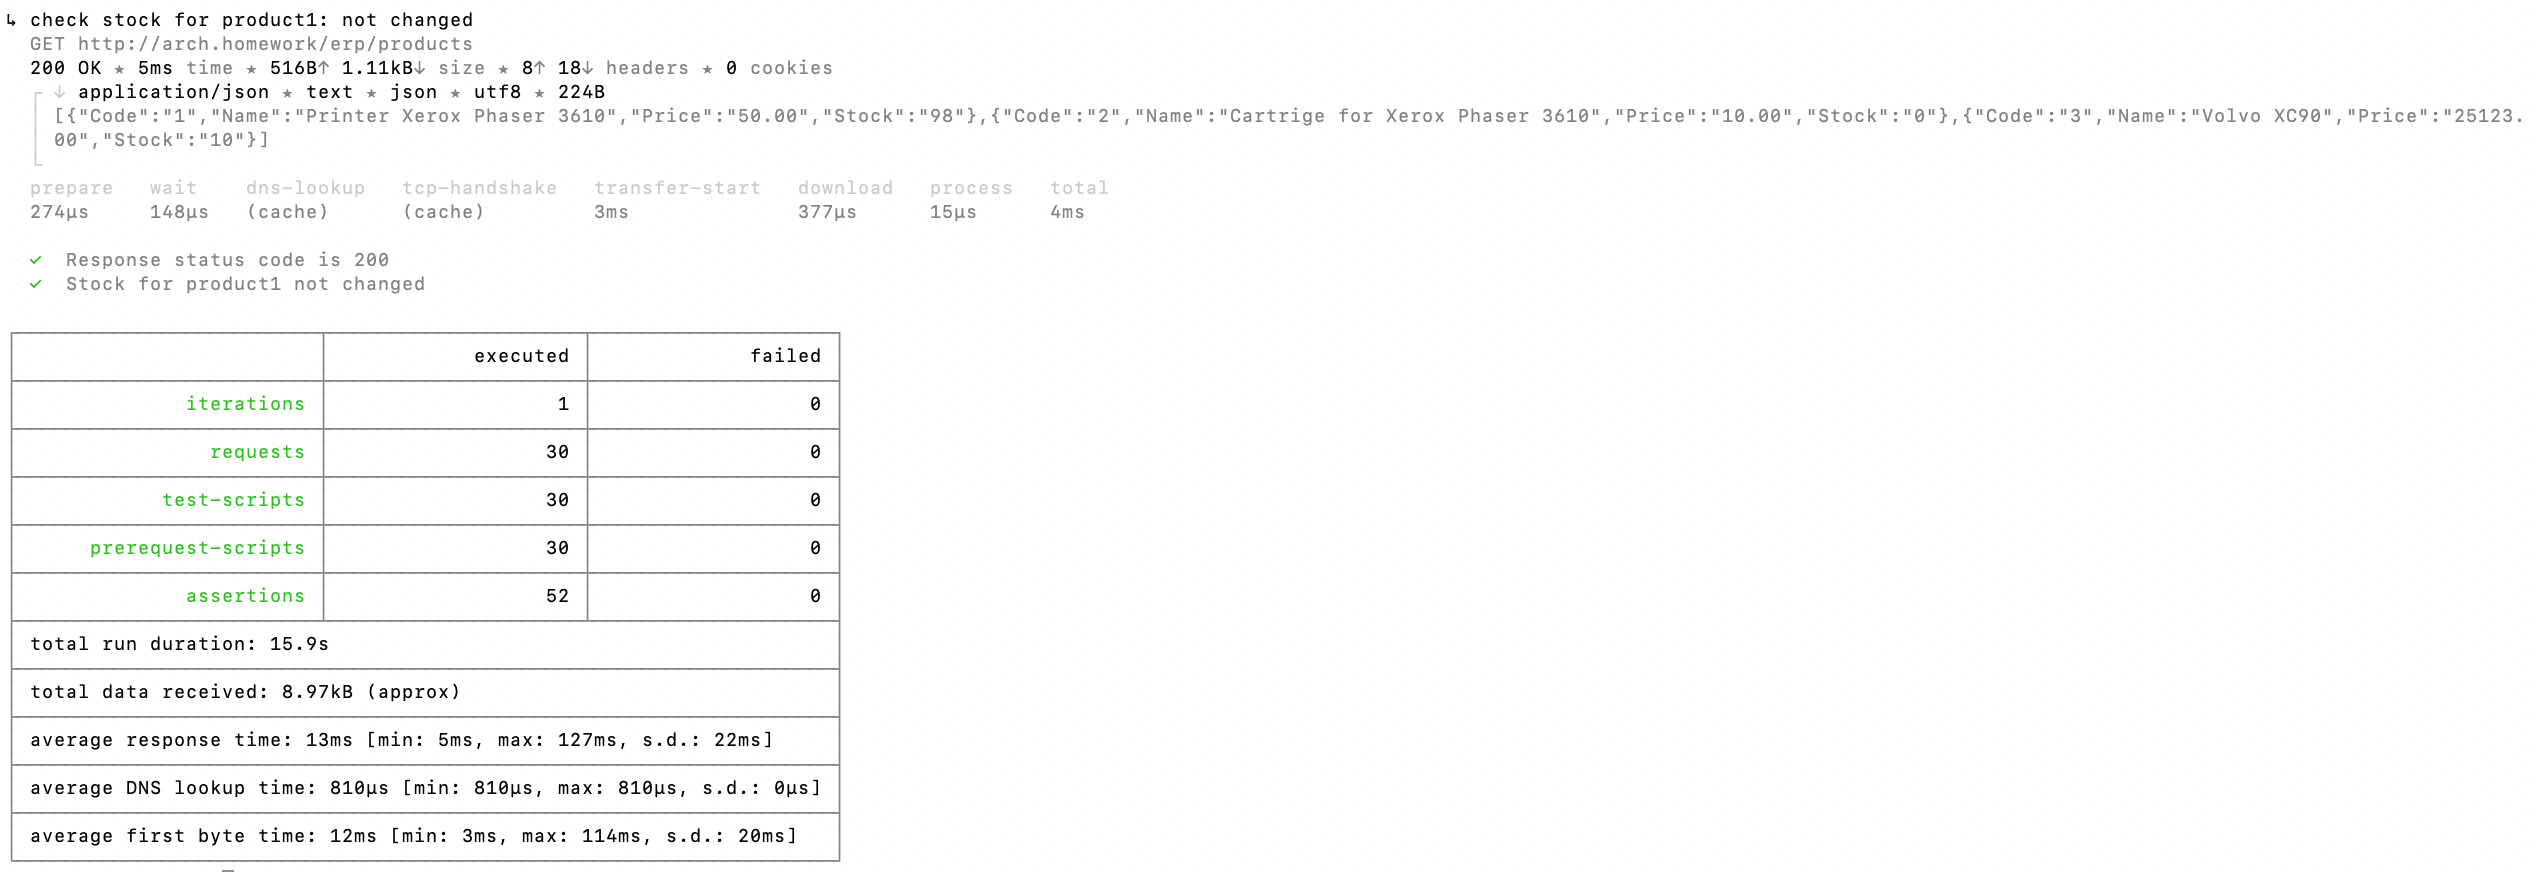 ↳ check stock for product1: not changed
GET http://arch.homework/erp/products
200 OK ★ 5ms time ★ 516B↑ 1.11kB↓ size ★ 8↑ 18↓ headers ★ 0 cookies
↓ application/json ★ text ★ json ★ utf8 ★ 224B
[{"Code":"1","Name":"Printer Xerox Phaser 3610","Price":"50.00","Stock":"98"},{"Code":"2","Name":"Cartrige for Xerox Phaser 3610","Price":"10.00","Stock":"0"},{"Code":"3","Name":"Volvo XC90","Price":"25123.
00","Stock":"10"}]
prepare wait dns-lookup tcp-handshake transfer-start download process total
274µs 148µs (cache) (cache) 3ms 377µs 15µs 4ms
✓ Response status code is 200
✓ Stock for product1 not changed
executed failed
iterations 1 0
requests 30 0
test-scripts 30 0
prerequest-scripts 30 0
assertions 52 0
total run duration: 15.9s
total data received: 8.97kB (approx)
average response time: 13ms [min: 5ms, max: 127ms, s.d.: 22ms]
average DNS lookup time: 810µs [min: 810µs, max: 810µs, s.d.: 0µs]
average first byte time: 12ms [min: 3ms, max: 114ms, s.d.: 20ms]